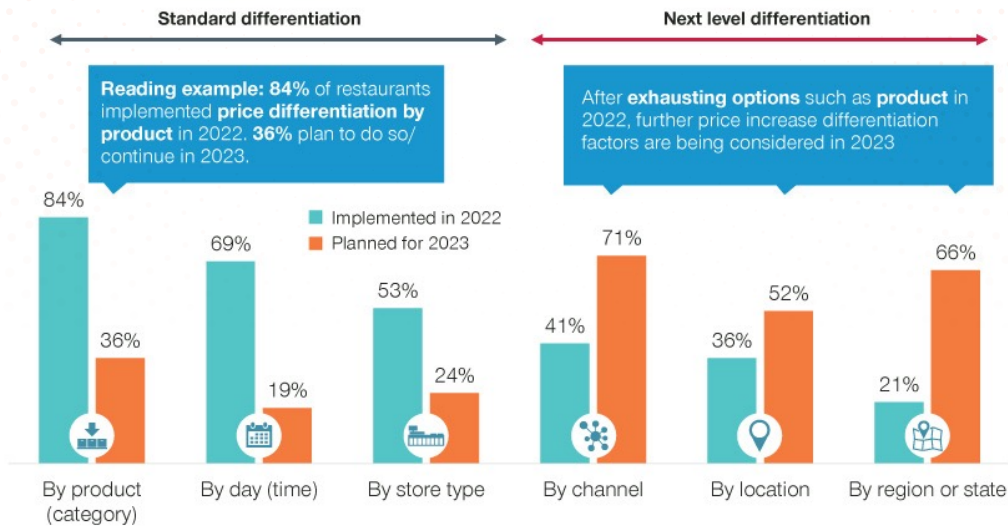 Standard differentiation
Next level differentiation
Reading example: 84% of restaurants
implemented price differentiation by
product in 2022. 36% plan to do so/
continue in 2023.
After exhausting options such as product in
2022, further price increase differentiation
factors are being considered in 2023
Implemented in 2022
Planned for 2023
84%
36%
69%
19%
53%
24%
41%
71%
36%
52%
21%
66%
By product
(category)
By day (time)
By store type
By channel
By location
By region or state